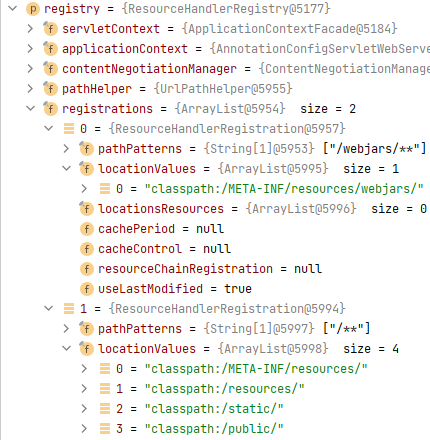 p registry = {ResourceHandlerRegistry@5177}
f servletContext = {ApplicationContextFacade@5184}
f applicationContext = {AnnotationConfigServletWebServe
f contentNegotiationManager = {ContentNegotiationManage
f pathHelper = {UrlPathHelper@5955}
f registrations = {ArrayList@5954} size = 2
0 = {ResourceHandlerRegistration@5957}
f pathPatterns = {String[1]@5953} ["/webjars/**"]
f locationValues = {ArrayList@5995} size = 1
0 = "classpath:/META-INF/resources/webjars/"
f locationsResources = {ArrayList@5996} size = 0
f cachePeriod = null
f cacheControl = null
f resourceChainRegistration = null
f useLastModified = true
1 = {ResourceHandlerRegistration@5994}
f pathPatterns = {String[1]@5997} ["/**"]
f locationValues = {ArrayList@5998} size = 4
0 = "classpath:/META-INF/resources/"
1 = "classpath:/resources/"
2 = "classpath:/static/"
3 = "classpath:/public/"